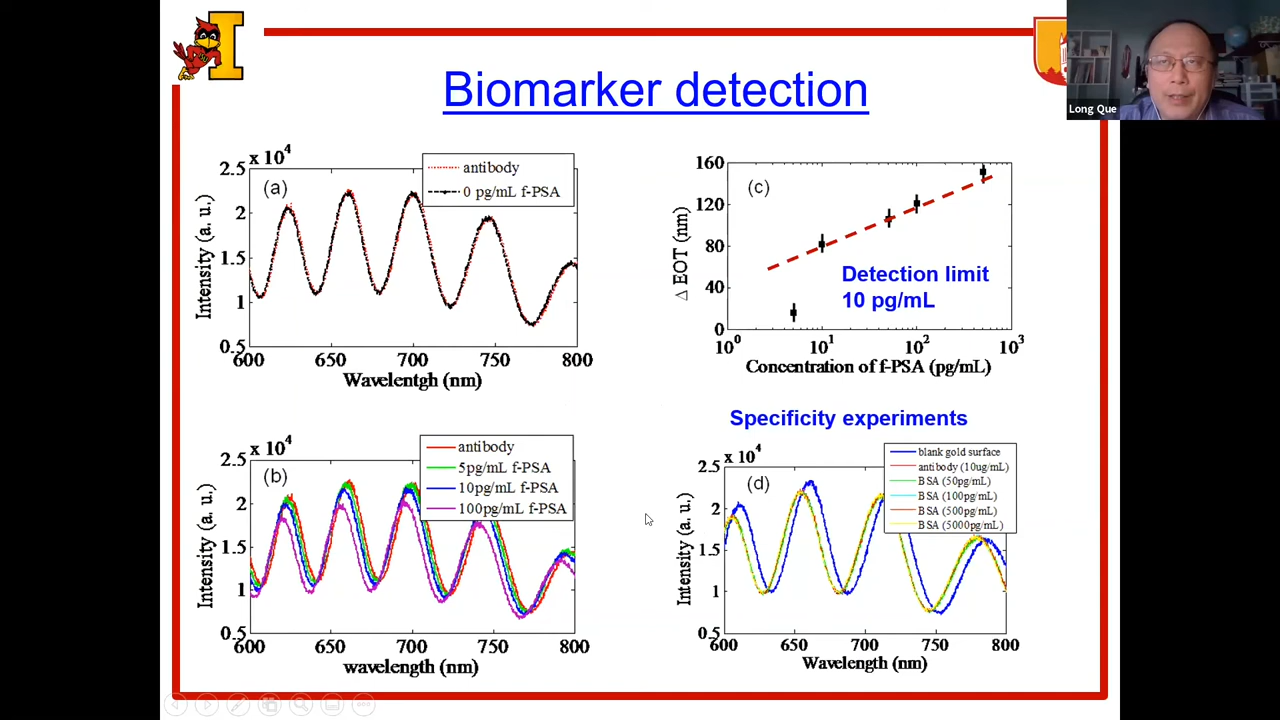 Biomarker detection
Long Que
x 10⁴
2.5
2
1.5
1
0.5
(a)
antibody
0 pg/mL f-PSA
Intensity (a. u.)
600 650 700 750 800
Wavelentgh (nm)
160
120
80
40
0
(c)
Δ EOT (nm)
Detection limit
10 pg/mL
10⁰ 10¹ 10² 10³
Concentration of f-PSA (pg/mL)
x 10⁴
2.5
2
1.5
1
0.5
(b)
antibody
5pg/mL f-PSA
10pg/mL f-PSA
100pg/mL f-PSA
Intensity (a. u.)
600 650 700 750 800
wavelength (nm)
Specificity experiments
x 10⁴
2.5
2
1.5
1
0.5
(d)
blank gold surface
antibody (10ug/mL)
BSA (50pg/mL)
BSA (100pg/mL)
BSA (500pg/mL)
BSA (5000pg/mL)
Intensity (a. u.)
600 650 700 750 800
Wavelength (nm)